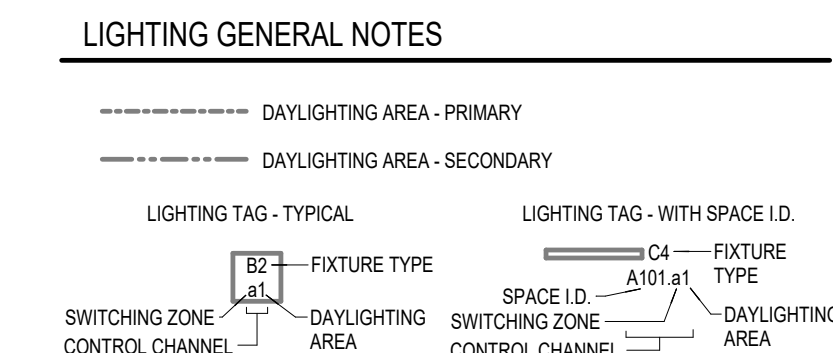 LIGHTING GENERAL NOTES
DAYLIGHTING AREA - PRIMARY
DAYLIGHTING AREA - SECONDARY
LIGHTING TAG - TYPICAL
B2
FIXTURE TYPE
a1
SWITCHING ZONE
DAYLIGHTING
AREA
CONTROL CHANNEL
LIGHTING TAG - WITH SPACE I.D.
C4
FIXTURE
TYPE
A101.a1
SPACE I.D.
SWITCHING ZONE
DAYLIGHTING
AREA
CONTROL CHANNEL